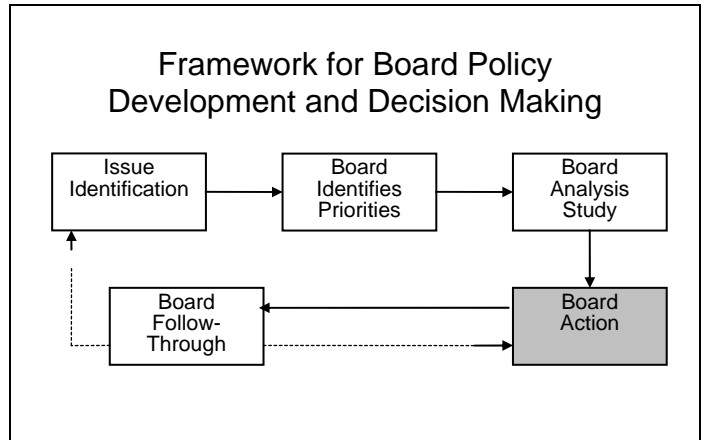 Framework for Board Policy
Development and Decision Making
Issue
Identification
Board
Identifies
Priorities
Board
Analysis
Study
Board
Follow-
Through
Board
Action